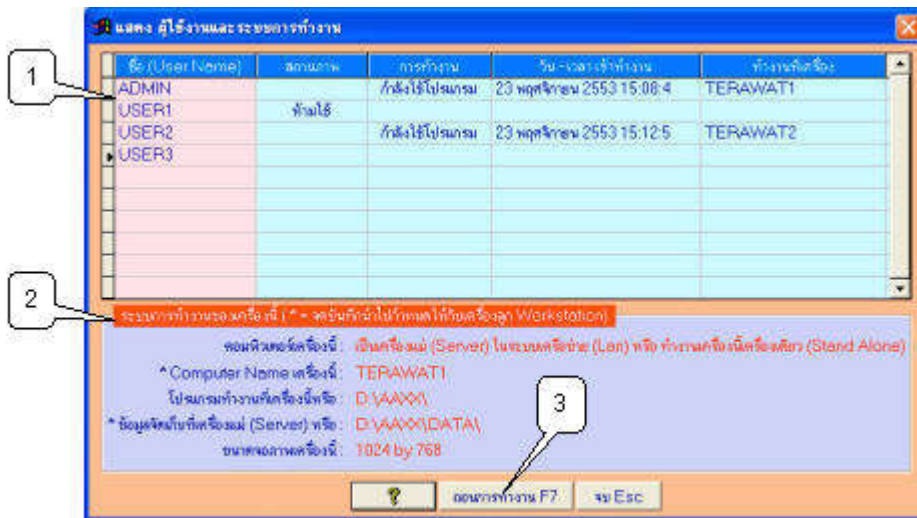 แสดง ผู้ใช้งานและระบบการทำงาน
ชื่อ (User Name) สถานภาพ การทำงาน วัน-เวลาเข้าทำงาน ทำงานที่เครื่อง
1
ADMIN กำลังใช้โปรแกรม 23 พฤศจิกายน 2553 15:08:4 TERAWAT1
USER1 ห้ามใช้
USER2 กำลังใช้โปรแกรม 23 พฤศจิกายน 2553 15:12:5 TERAWAT2
USER3
2
ระบบการทำงานของเครื่องนี้ ( * = จดบันทึกนำไปกำหนดให้กับเครื่องลูก Workstation)
คอมพิวเตอร์เครื่องนี้ : เป็นเครื่องแม่ (Server) ในระบบเครือข่าย (Lan) หรือ ทำงานเครื่องนี้เครื่องเดียว (Stand Alone)
* Computer Name เครื่องนี้ : TERAWAT1
โปรแกรมทำงานที่เครื่องนี้หรือ : D:\AAXX\
* ข้อมูลจัดเก็บที่เครื่องแม่ (Server) หรือ : D:\AAXX\DATA\
ขนาดจอภาพเครื่องนี้ : 1024 by 768
3
? ถอนการทำงาน F7 จบ Esc